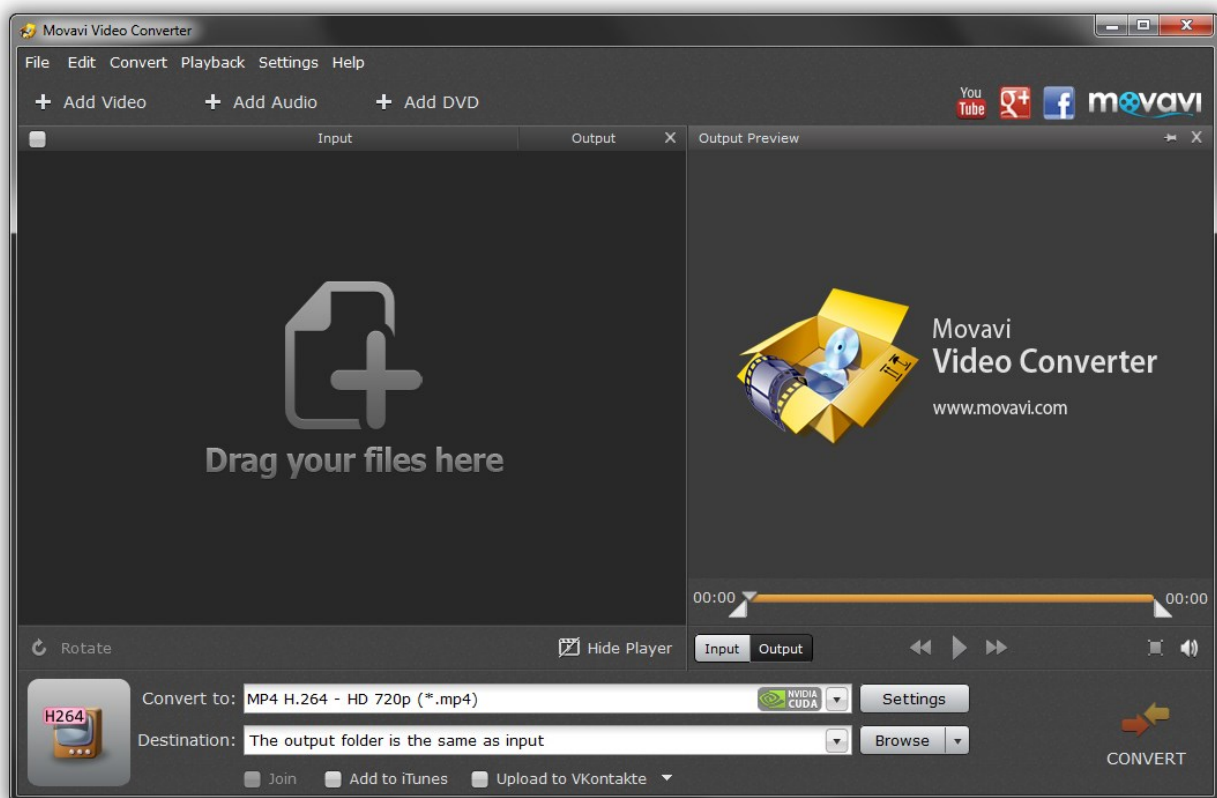 Movavi Video Converter
File Edit Convert Playback Settings Help
+ Add Video + Add Audio + Add DVD
You
Tube
g+
f
movavi
Input Output X
Output Preview X
Drag your files here
Movavi
Video Converter
www.movavi.com
00:00 00:00
Rotate Hide Player
Input Output
H264
Convert to: MP4 H.264 - HD 720p (*.mp4) NVIDIA CUDA Settings
Destination: The output folder is the same as input Browse
CONVERT
Join Add to iTunes Upload to VKontakte